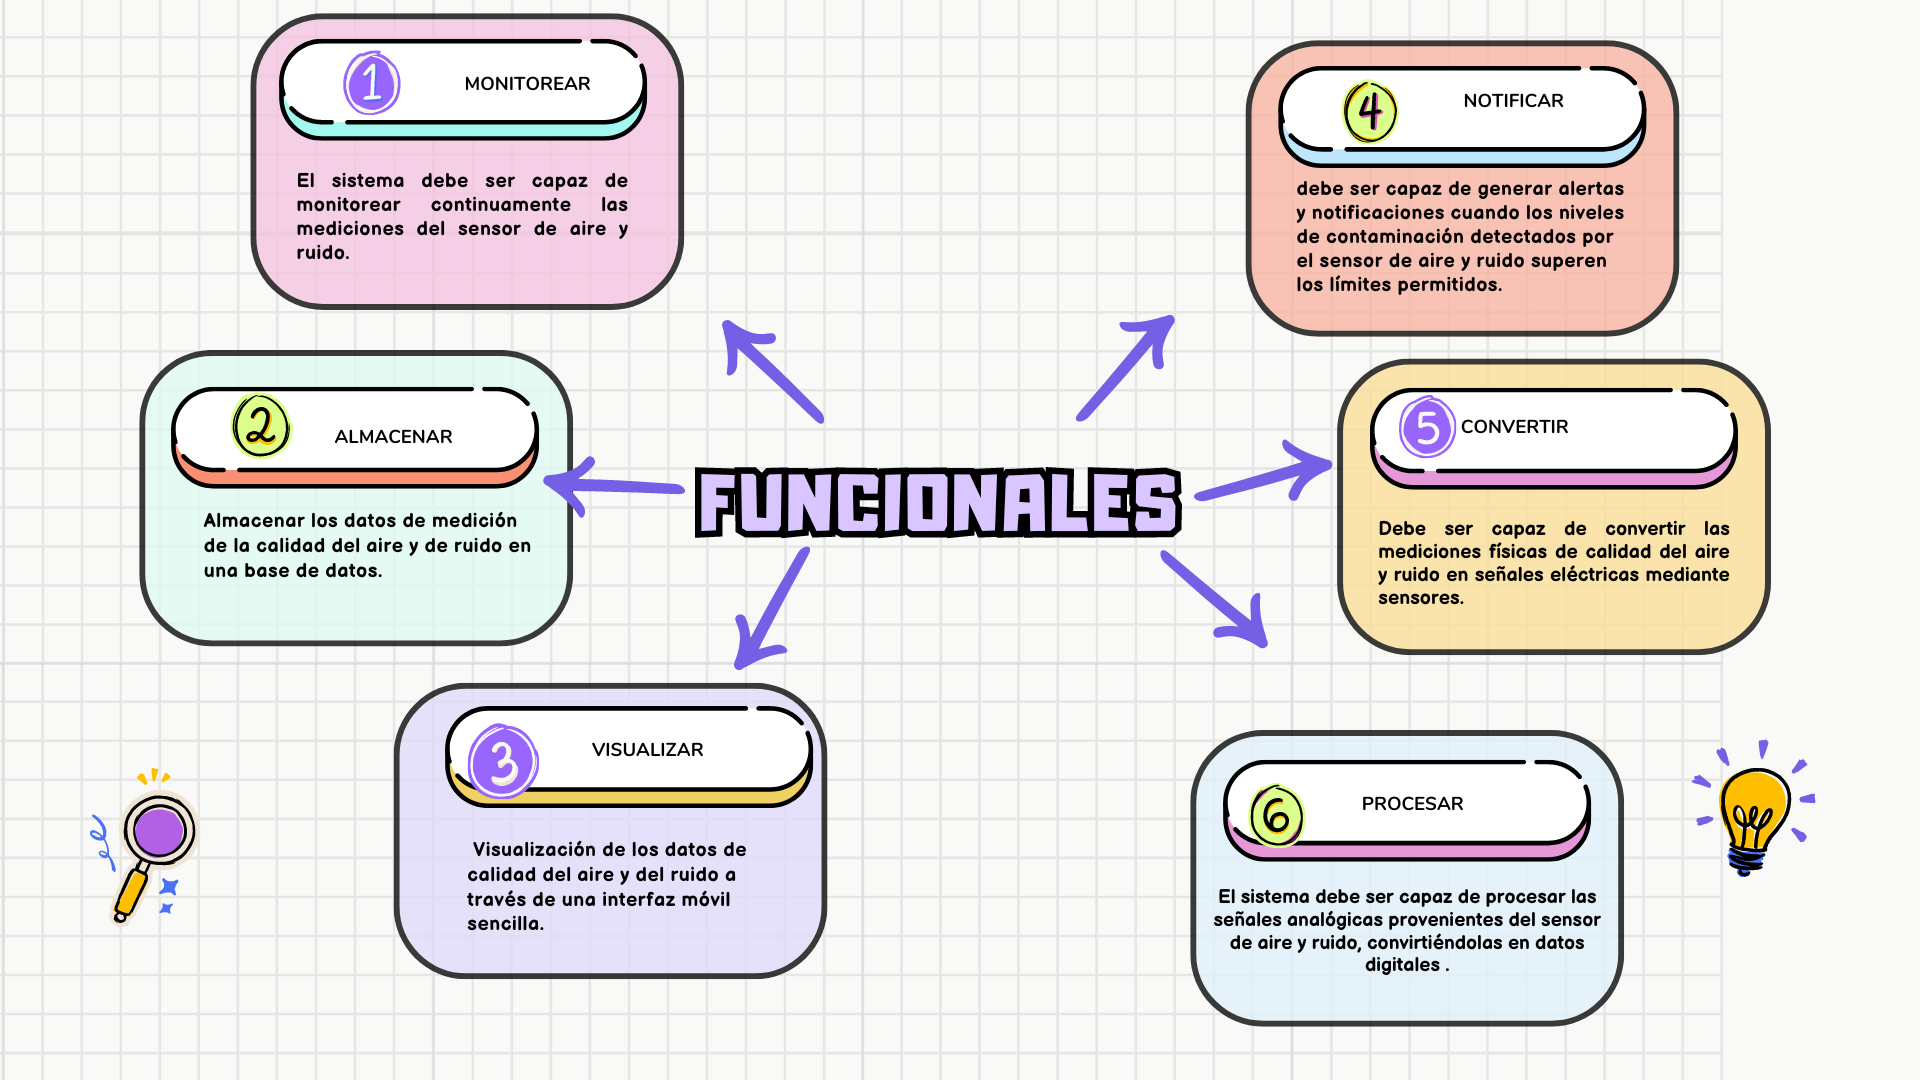 1
MONITOREAR
El sistema debe ser capaz de
monitorear continuamente las
mediciones del sensor de aire y
ruido.
2
ALMACENAR
Almacenar los datos de medición
de la calidad del aire y de ruido en
una base de datos.
3
VISUALIZAR
Visualización de los datos de
calidad del aire y del ruido a
través de una interfaz móvil
sencilla.
FUNCIONALES
4
NOTIFICAR
debe ser capaz de generar alertas
y notificaciones cuando los niveles
de contaminación detectados por
el sensor de aire y ruido superen
los límites permitidos.
5
CONVERTIR
Debe ser capaz de convertir las
mediciones físicas de calidad del aire
y ruido en señales eléctricas mediante
sensores.
6
PROCESAR
El sistema debe ser capaz de procesar las
señales analógicas provenientes del sensor
de aire y ruido, convirtiéndolas en datos
digitales .